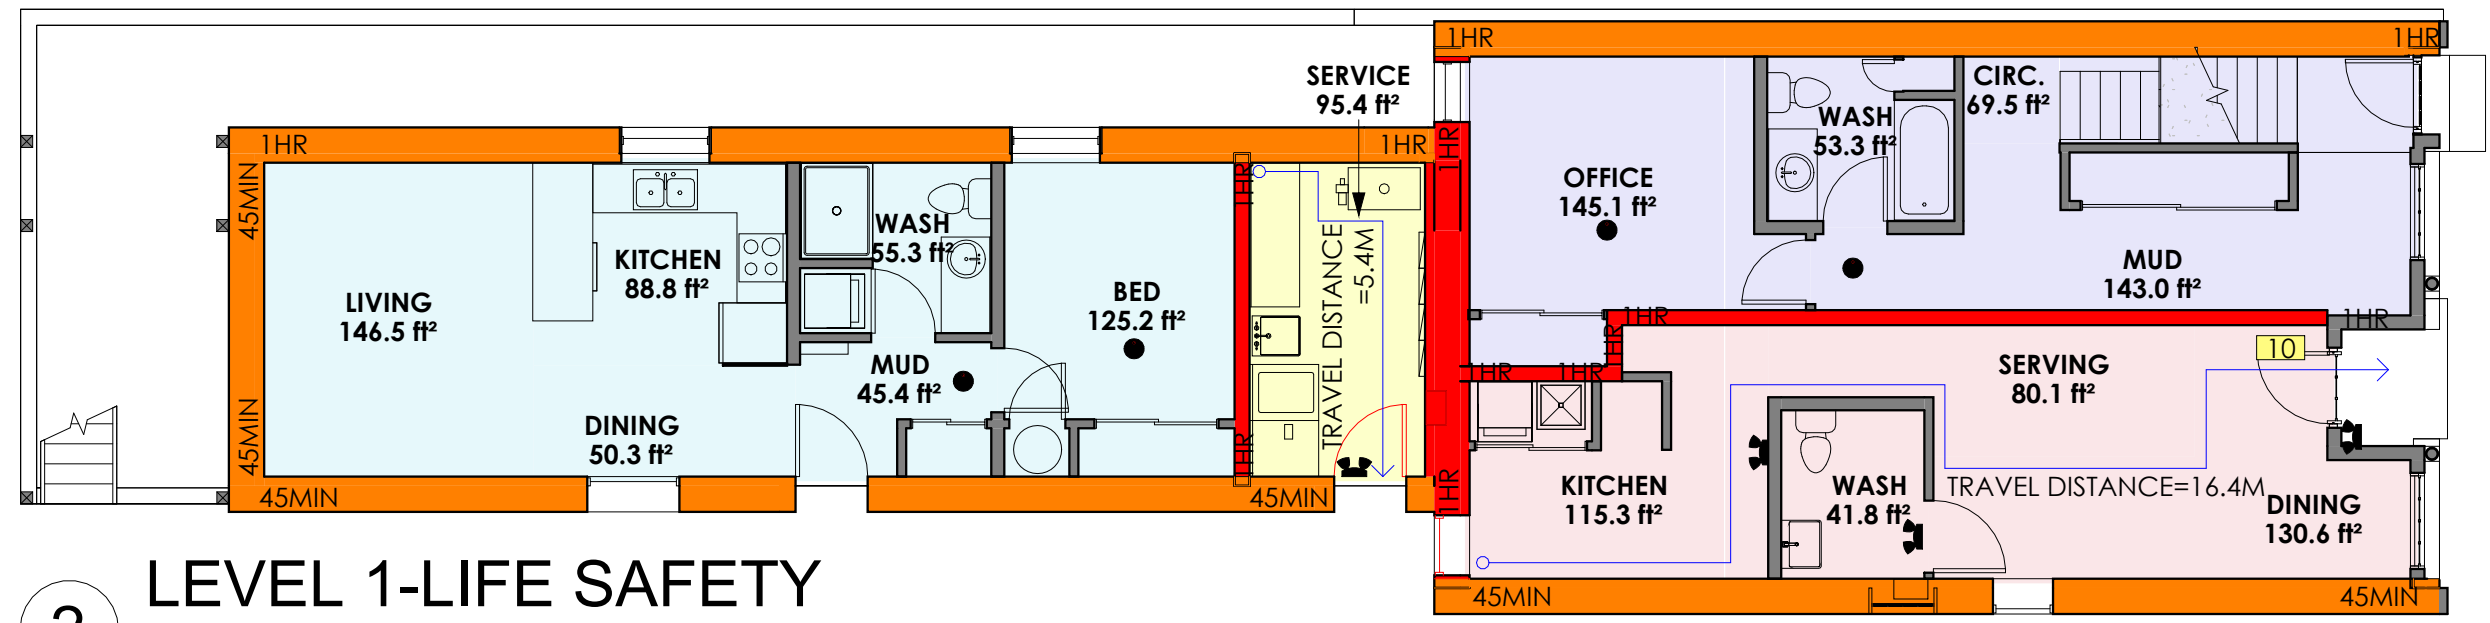 1HR
1HR
SERVICE
95.4 ft²
CIRC.
69.5 ft²
WASH
53.3 ft²
1HR
1HR
1HR
1HR
45MIN
1HR
OFFICE
145.1 ft²
WASH
55.3 ft²
KITCHEN
88.8 ft²
LIVING
146.5 ft²
BED
125.2 ft²
TRAVEL DISTANCE
=5.4M
MUD
143.0 ft²
1HR
1HR
1HR
10
SERVING
80.1 ft²
MUD
45.4 ft²
1HR
1HR
DINING
50.3 ft²
45MIN
1HR
KITCHEN
115.3 ft²
WASH
41.8 ft²
TRAVEL DISTANCE=16.4M
DINING
130.6 ft²
45MIN
45MIN
1HR
45MIN
45MIN
LEVEL 1-LIFE SAFETY